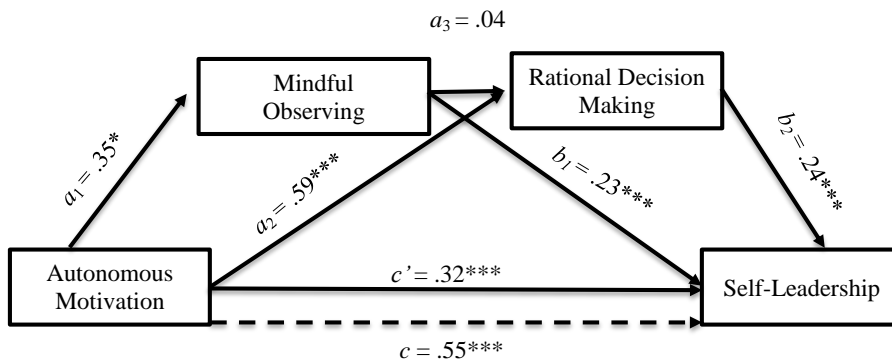 a3 = .04
Mindful
Observing
Rational Decision
Making
a1 = .35*
a2 = .59***
b1 = .23***
b2 = .24***
Autonomous
Motivation
c’ = .32***
Self-Leadership
c = .55***